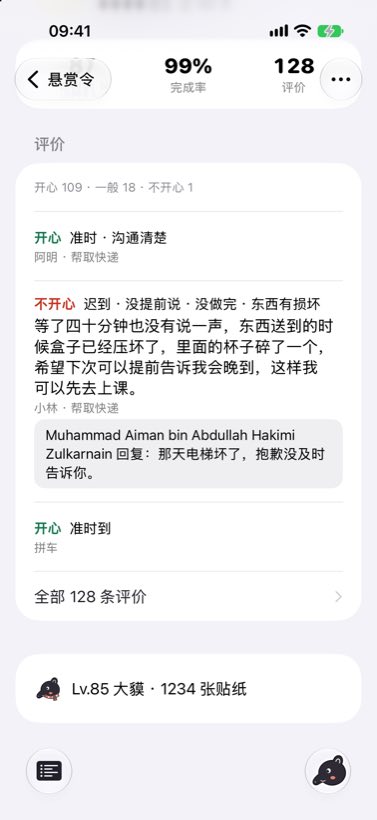 09:41
悬赏令
99%
完成率
128
评价
评价
开心 109 · 一般 18 · 不开心 1
开心 准时 · 沟通清楚
阿明 · 帮取快递
不开心 迟到 · 没提前说 · 没做完 · 东西有损坏
等了四十分钟也没有说一声，东西送到的时
候盒子已经压坏了，里面的杯子碎了一个，
希望下次可以提前告诉我会晚到，这样我
可以先去上课。
小林 · 帮取快递
Muhammad Aiman bin Abdullah Hakimi
Zulkarnain 回复：那天电梯坏了，抱歉没及时
告诉你。
开心 准时到
拼车
全部 128 条评价
Lv.85 大貘 · 1234 张贴纸